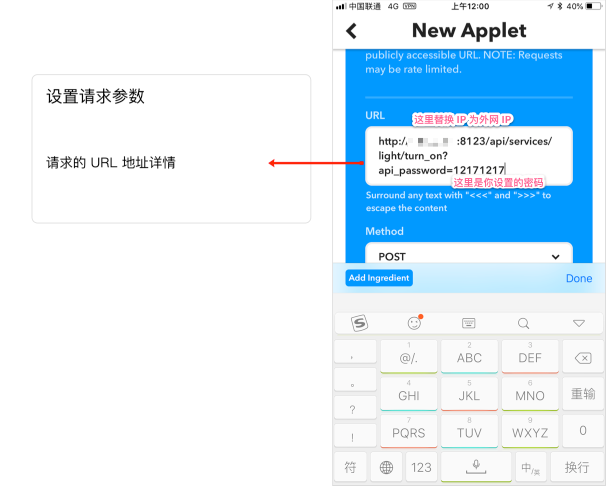 中国联通 4G VPN 上午12:00 40%
New Applet
publicly accessible URL. NOTE: Requests
may be rate limited.
设置请求参数
请求的 URL 地址详情
URL
这里替换 IP 为外网 IP
http:/ :8123/api/services/
light/turn_on?
api_password=12171217
这里是你设置的密码
Surround any text with "<<<" and ">>>" to
escape the content
Method
POST
Add Ingredient
Done
S
,
1
@/.
2
ABC
3
DEF
。
4
GHI
5
JKL
6
MNO
重输
?
7
PQRS
8
TUV
9
WXYZ
0
!
符
123
中/英
换行